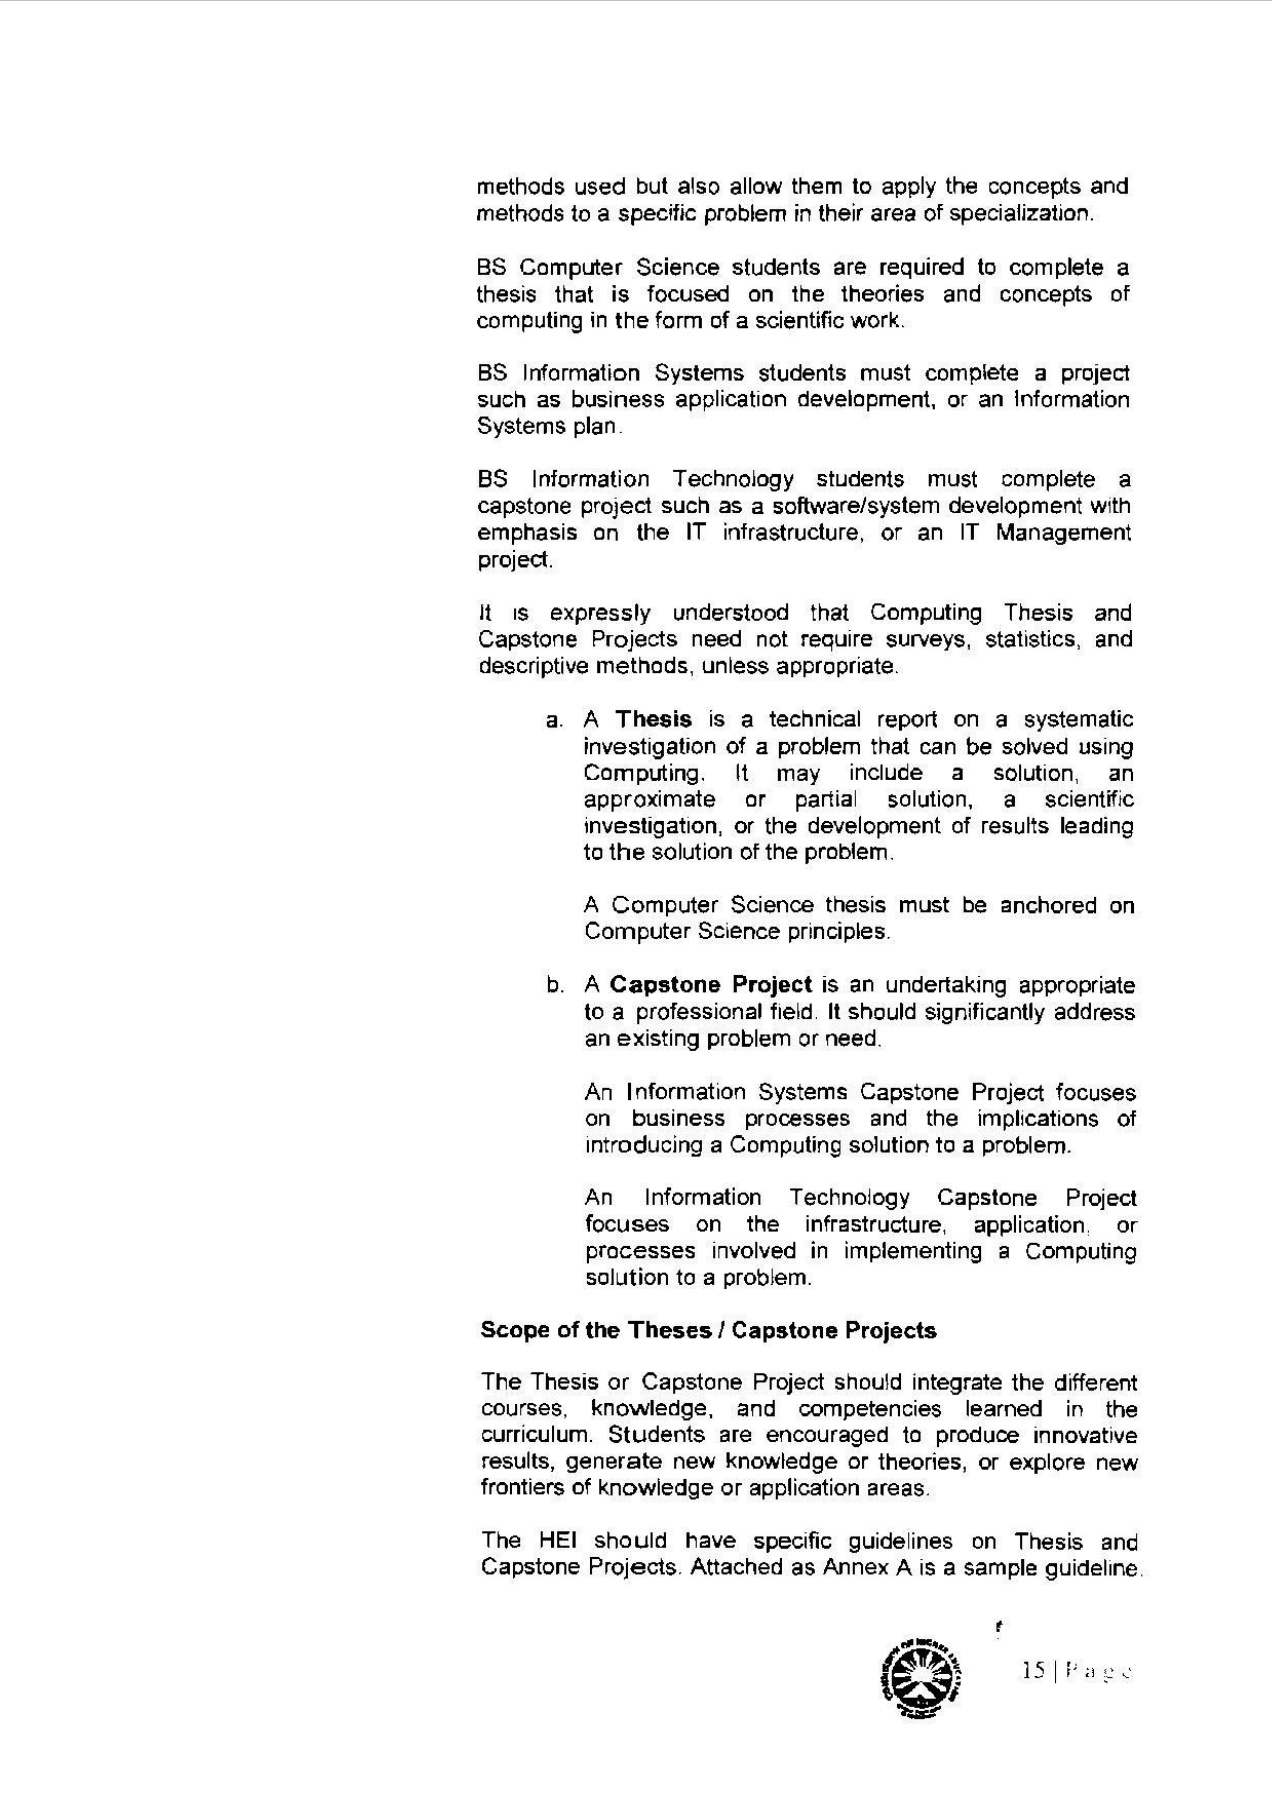 methods used but also allow them to apply the concepts and
methods to a specific problem in their area of specialization.
BS Computer Science students are required to complete a
thesis that is focused on the theories and concepts of
computing in the form of a scientific work.
BS Information Systems students must complete a project
such as business application development, or an Information
Systems plan.
BS Information Technology students must complete a
capstone project such as a software/system development with
emphasis on the IT infrastructure, or an IT Management
project.
It is expressly understood that Computing Thesis and
Capstone Projects need not require surveys, statistics, and
descriptive methods, unless appropriate.
a. A Thesis is a technical report on a systematic
investigation of a problem that can be solved using
Computing. It may include a solution, an
approximate or partial solution, a scientific
investigation, or the development of results leading
to the solution of the problem.
A Computer Science thesis must be anchored on
Computer Science principles.
b. A Capstone Project is an undertaking appropriate
to a professional field. It should significantly address
an existing problem or need.
An Information Systems Capstone Project focuses
on business processes and the implications of
introducing a Computing solution to a problem.
An Information Technology Capstone Project
focuses on the infrastructure, application, or
processes involved in implementing a Computing
solution to a problem.
Scope of the Theses / Capstone Projects
The Thesis or Capstone Project should integrate the different
courses, knowledge, and competencies learned in the
curriculum. Students are encouraged to produce innovative
results, generate new knowledge or theories, or explore new
frontiers of knowledge or application areas.
The HEI should have specific guidelines on Thesis and
Capstone Projects. Attached as Annex A is a sample guideline.
15 | Page